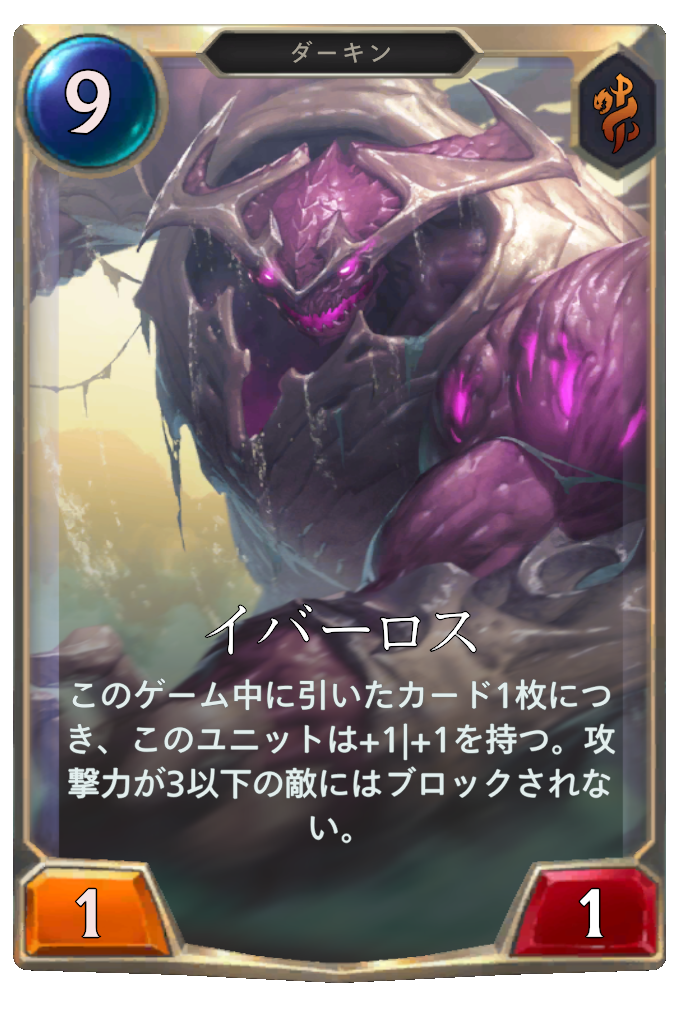 ダーキン
9
イバーロス
このゲーム中に引いたカード1枚につ
き、このユニットは+1|+1を持つ。攻
撃力が3以下の敵にはブロックされな
い。
1
1